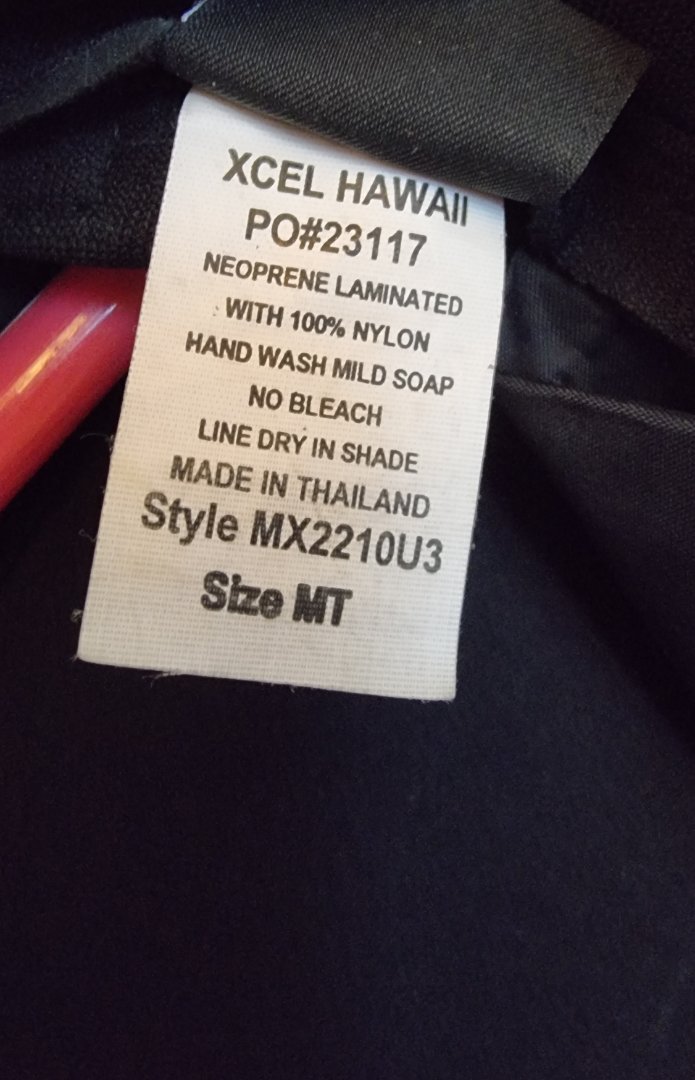 XCEL HAWAII
PO#23117
NEOPRENE LAMINATED
WITH 100% NYLON
HAND WASH MILD SOAP
NO BLEACH
LINE DRY IN SHADE
MADE IN THAILAND
Style MX2210U3
Size MT